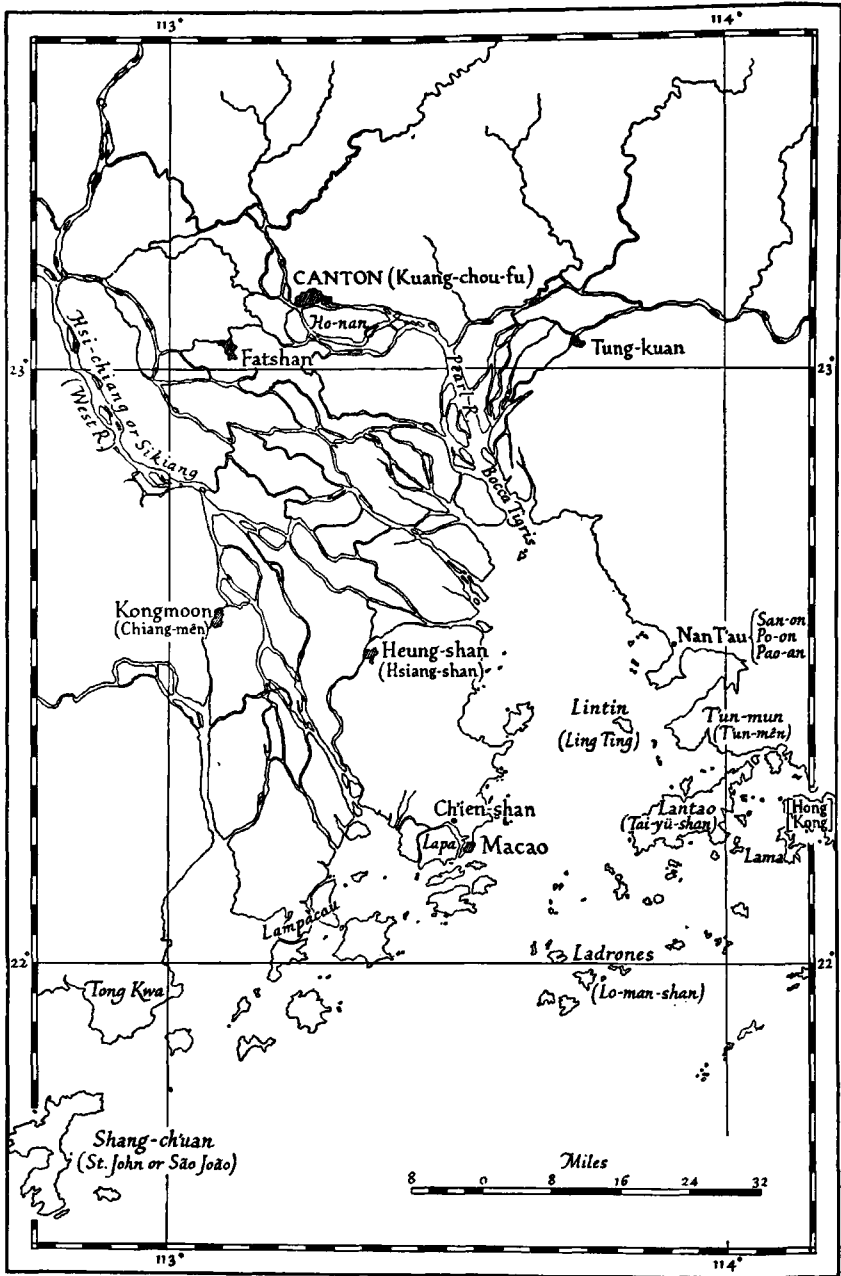 113°
114°
CANTON (Kuang-chou-fu)
Ho-nan
Fatshan
Tung-kuan
23°
23°
Pearl-R.
Hsi-chiang or Sikiang
(West R.)
Bocca Tigris
Kongmoon
(Chiang-mên)
Heung-shan
(Hsiang-shan)
Nan T'au
San-on
Po-on
Pao-an
Lintin
(Ling Ting)
Tun-mun
(Tun-mên)
Ch'ien-shan
Lapa
Macao
Lantao
(Tai-yü-shan)
[Hong Kong]
Lama
Lampacau
Ladrones
(Lo-man-shan)
22°
22°
Tong Kwa
Shang-ch'uan
(St. John or São João)
Miles
8 0 8 16 24 32
113°
114°